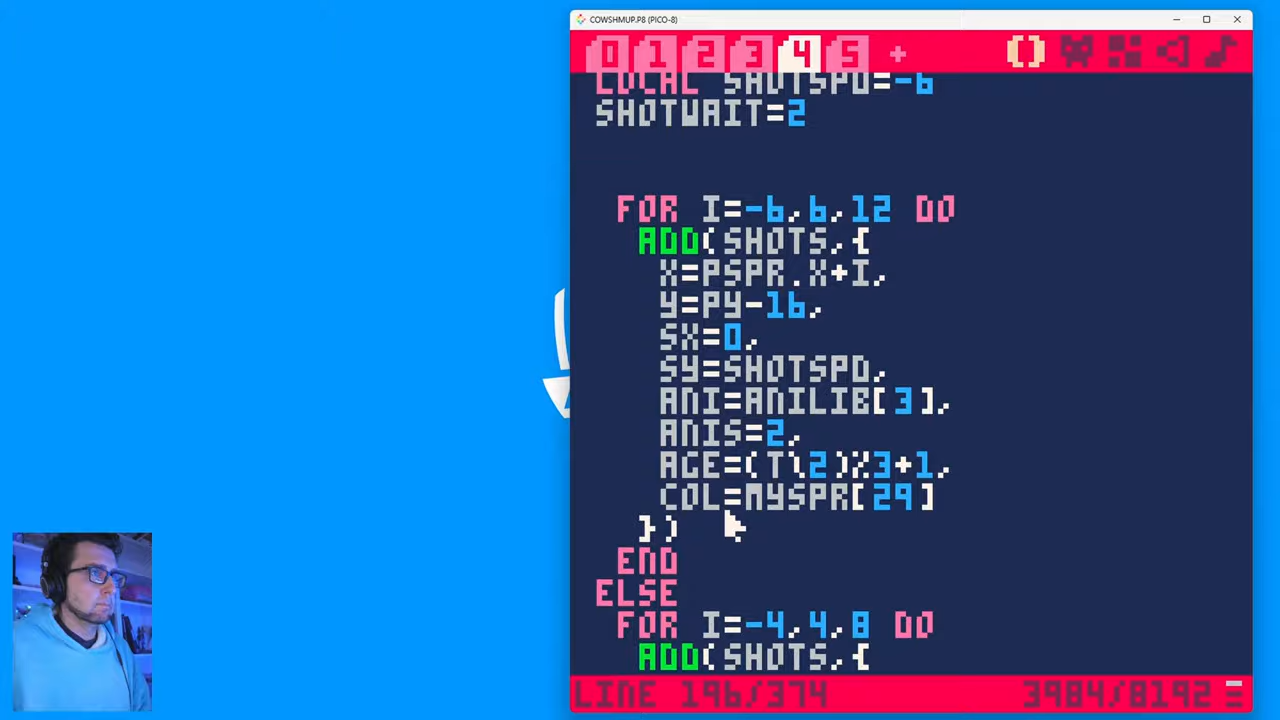 COWSHMUP.P8 (PICO-8)
0 1 2 3 4 5 +
LOCAL SHOTSPD=-6
SHOTWAIT=2
FOR I=-6,6,12 DO
ADD(SHOTS,{
X=PSPR.X+I,
Y=PY-16,
SX=0,
SY=SHOTSPD,
ANI=ANILIB[3],
ANIS=2,
AGE=(T\2)%3+1,
COL=MYSPR[29]
})
END
ELSE
FOR I=-4,4,8 DO
ADD(SHOTS,{
LINE 196/374 3984/8192